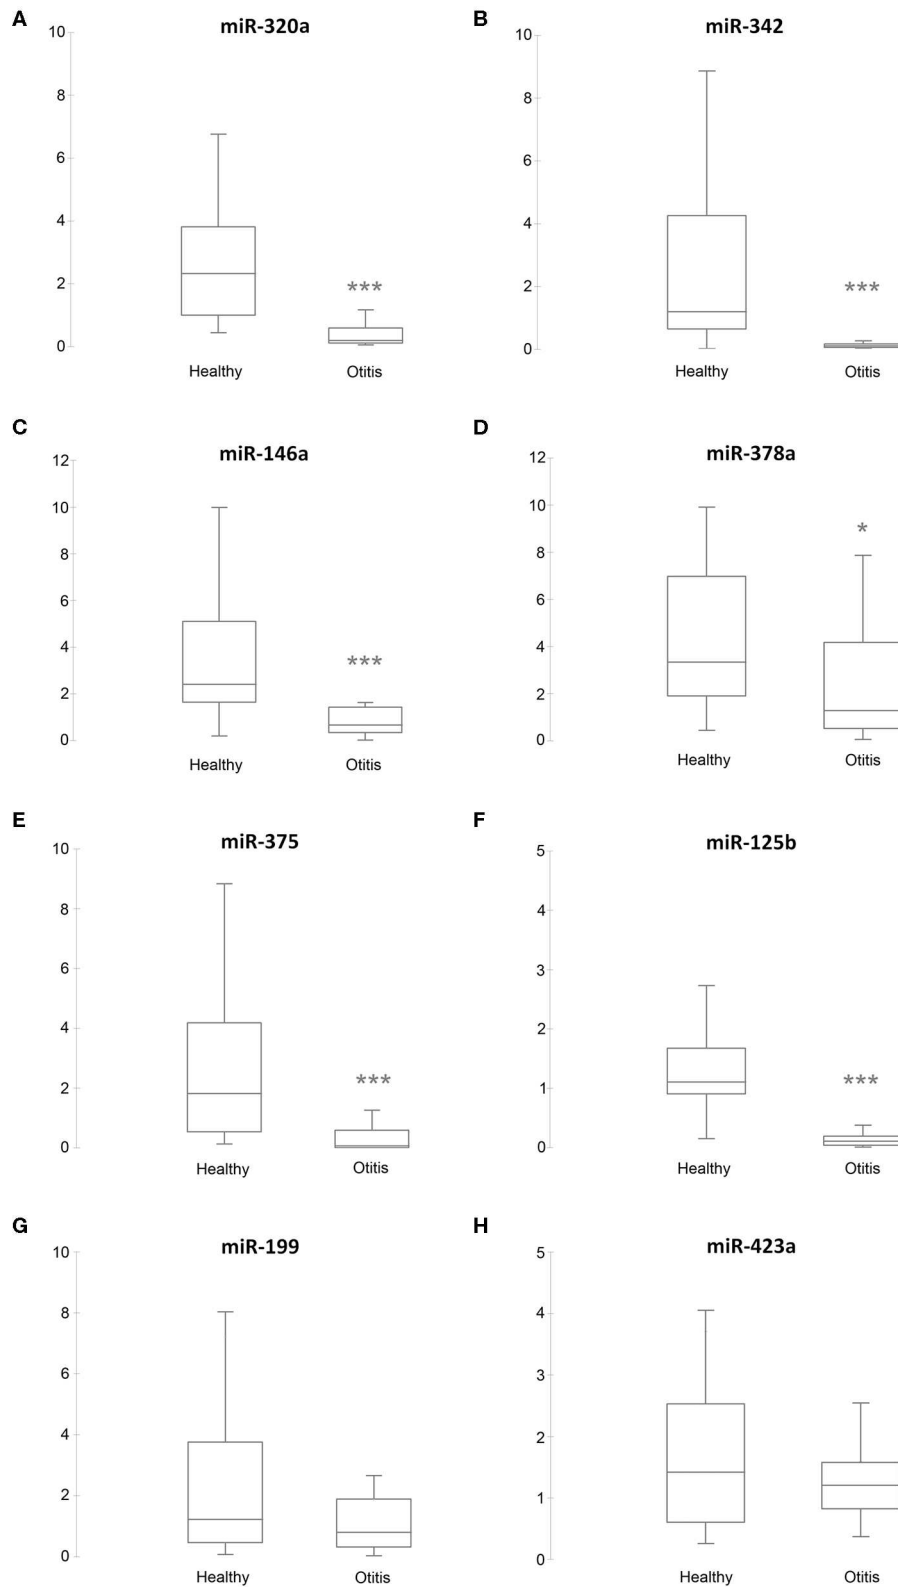 A
miR-320a
10
8
6
4
2
0
***
Healthy
Otitis
B
miR-342
10
8
6
4
2
0
***
Healthy
Otitis
C
miR-146a
12
10
8
6
4
2
0
***
Healthy
Otitis
D
miR-378a
12
10
8
6
4
2
0
*
Healthy
Otitis
E
miR-375
10
8
6
4
2
0
***
Healthy
Otitis
F
miR-125b
5
4
3
2
1
0
***
Healthy
Otitis
G
miR-199
10
8
6
4
2
0
Healthy
Otitis
H
miR-423a
5
4
3
2
1
0
Healthy
Otitis